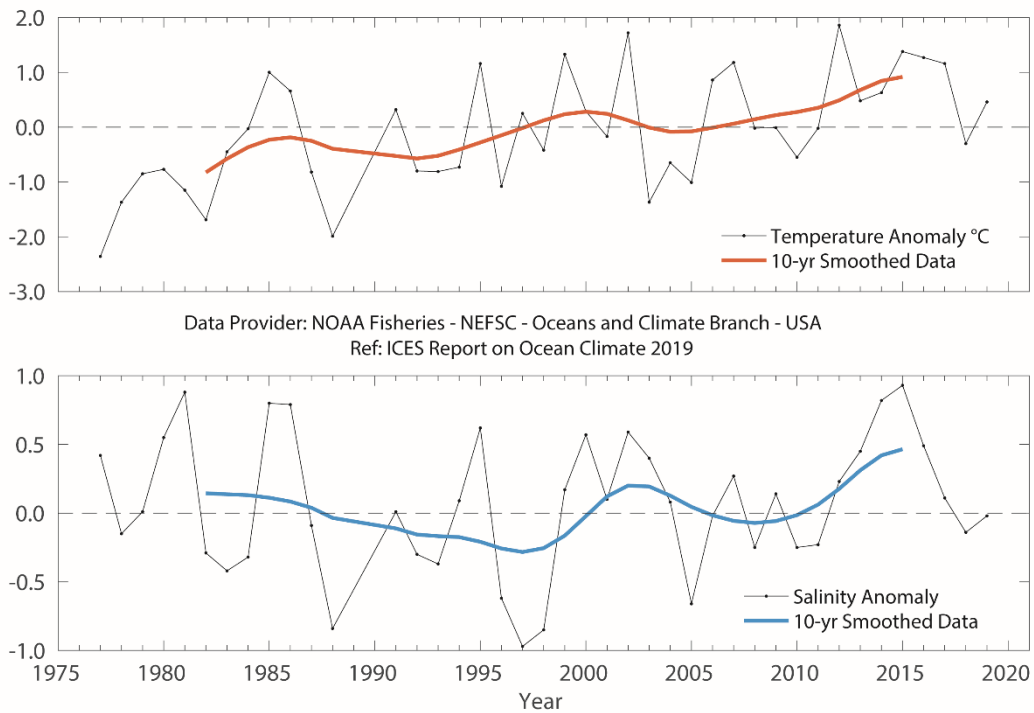 2.0
1.0
0.0
-1.0
-2.0
-3.0
Temperature Anomaly °C
10-yr Smoothed Data
Data Provider: NOAA Fisheries - NEFSC - Oceans and Climate Branch - USA
Ref: ICES Report on Ocean Climate 2019
1.0
0.5
0.0
-0.5
-1.0
Salinity Anomaly
10-yr Smoothed Data
1975 1980 1985 1990 1995 2000 2005 2010 2015 2020
Year